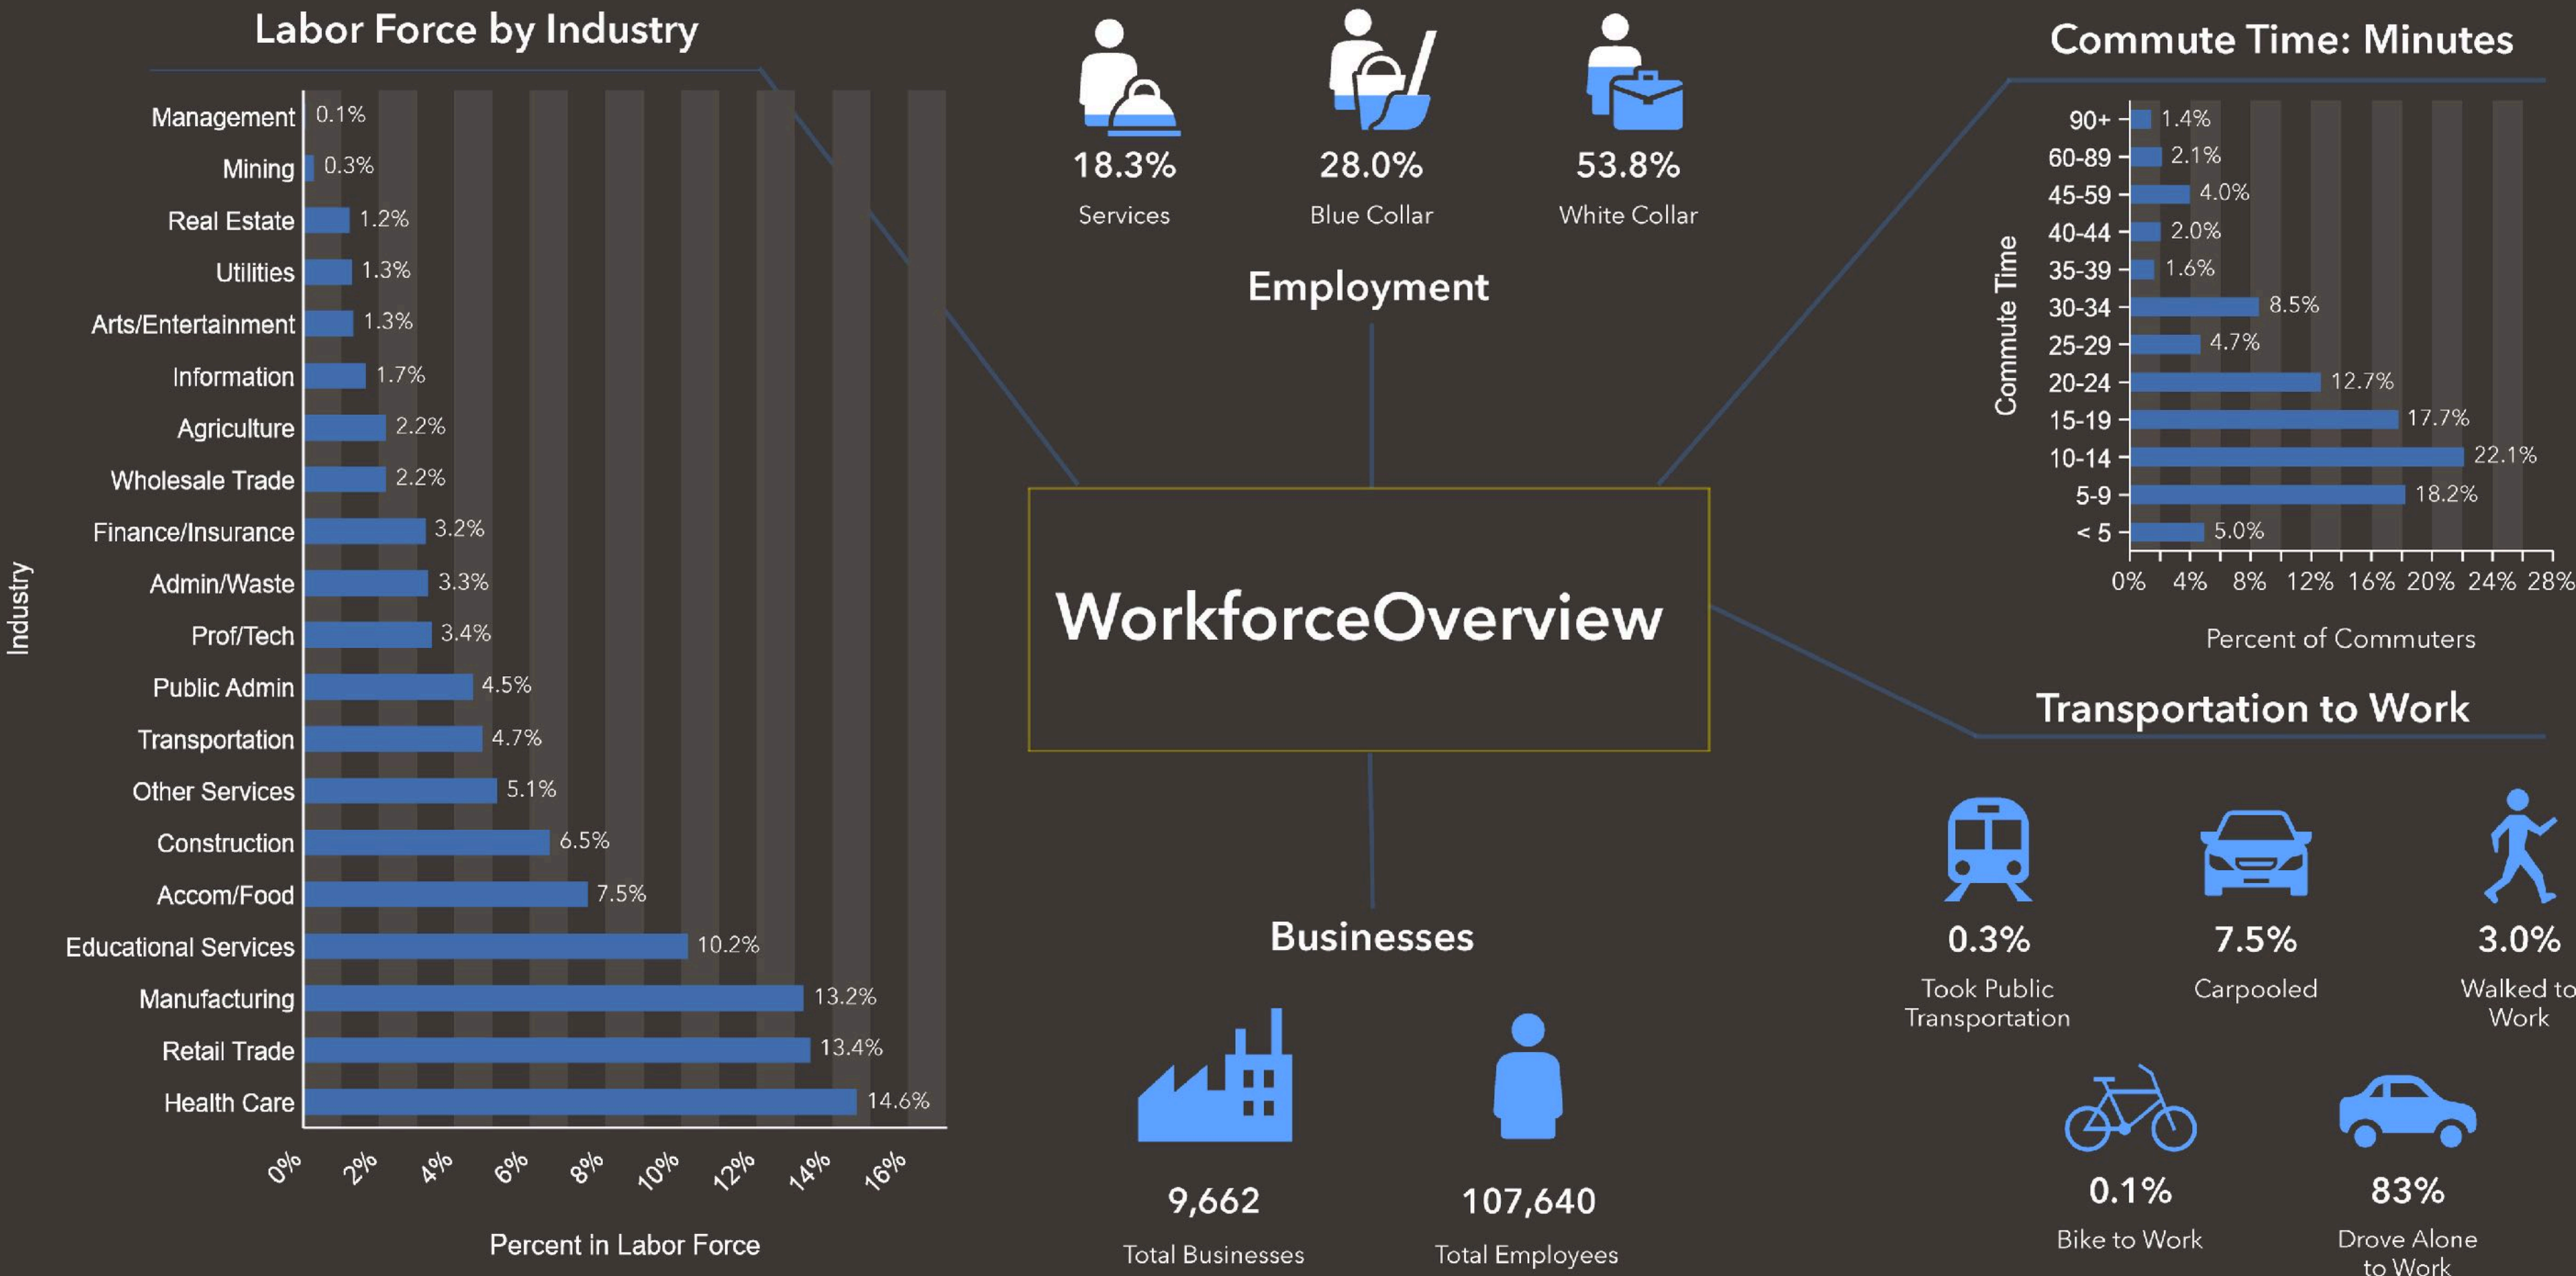 Labor Force by Industry
Industry
Management 0.1%
Mining 0.3%
Real Estate 1.2%
Utilities 1.3%
Arts/Entertainment 1.3%
Information 1.7%
Agriculture 2.2%
Wholesale Trade 2.2%
Finance/Insurance 3.2%
Admin/Waste 3.3%
Prof/Tech 3.4%
Public Admin 4.5%
Transportation 4.7%
Other Services 5.1%
Construction 6.5%
Accom/Food 7.5%
Educational Services 10.2%
Manufacturing 13.2%
Retail Trade 13.4%
Health Care 14.6%
0% 2% 4% 6% 8% 10% 12% 14% 16%
Percent in Labor Force
18.3% 28.0% 53.8%
Services Blue Collar White Collar
Employment
WorkforceOverview
Businesses
9,662 107,640
Total Businesses Total Employees
Commute Time: Minutes
Commute Time
90+ 1.4%
60-89 2.1%
45-59 4.0%
40-44 2.0%
35-39 1.6%
30-34 8.5%
25-29 4.7%
20-24 12.7%
15-19 17.7%
10-14 22.1%
5-9 18.2%
< 5 5.0%
0% 4% 8% 12% 16% 20% 24% 28%
Percent of Commuters
Transportation to Work
0.3% 7.5% 3.0%
Took Public Carpooled Walked to
Transportation Work
0.1% 83%
Bike to Work Drove Alone
to Work